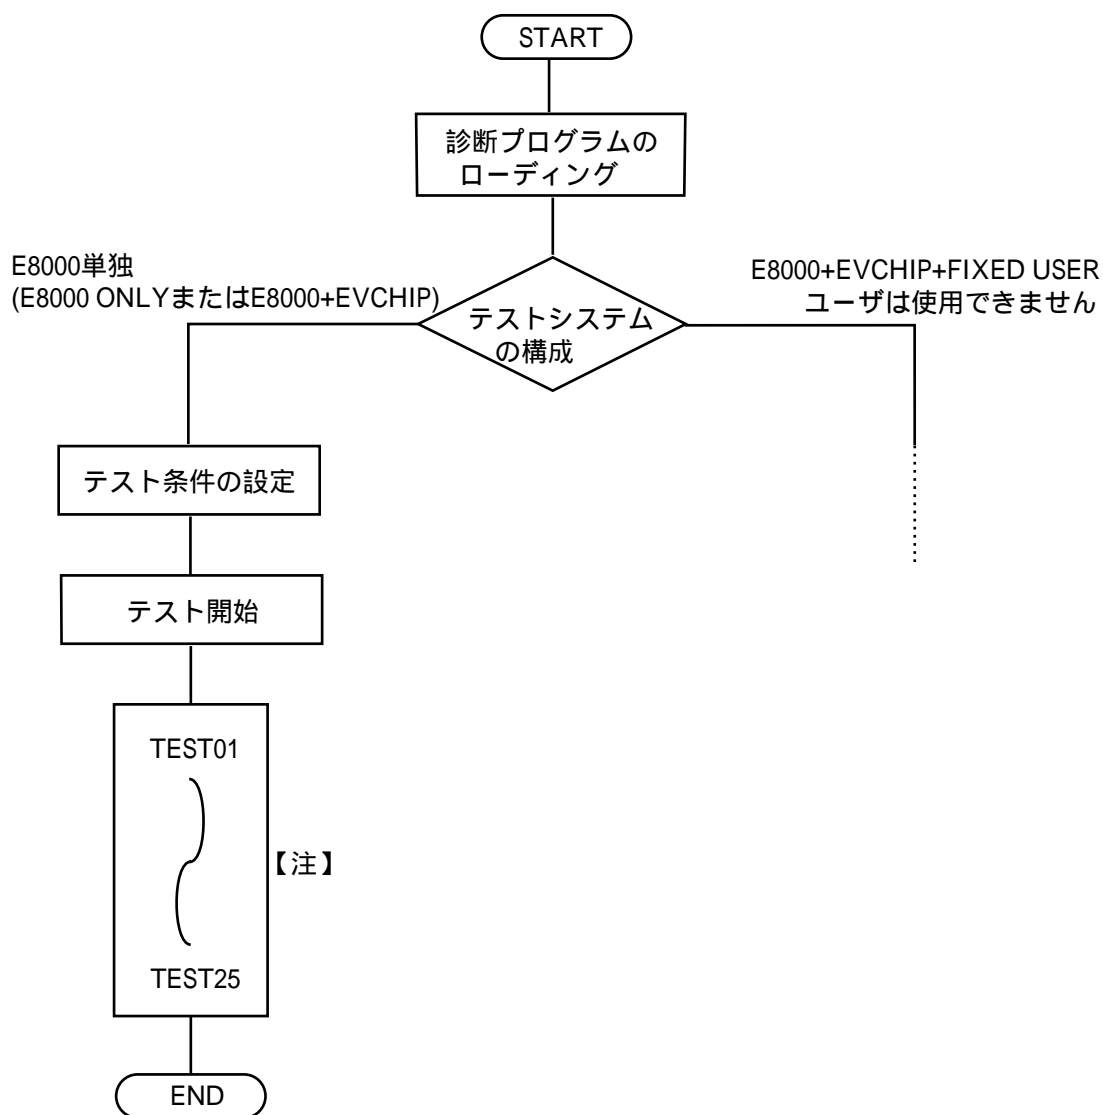 START
診断プログラムの
ローディング
E8000単独
(E8000 ONLYまたはE8000+EVCHIP)
テストシステム
の構成
E8000+EVCHIP+FIXED USER
ユーザは使用できません
テスト条件の設定
テスト開始
TEST01
【注】
TEST25
END